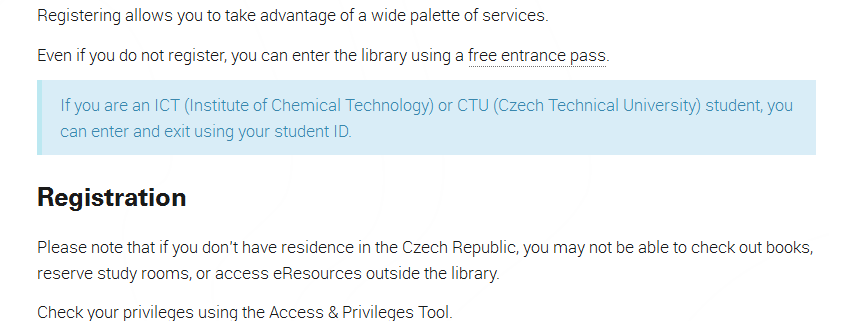 Registering allows you to take advantage of a wide palette of services.
Even if you do not register, you can enter the library using a free entrance pass.
If you are an ICT (Institute of Chemical Technology) or CTU (Czech Technical University) student, you
can enter and exit using your student ID.
Registration
Please note that if you don't have residence in the Czech Republic, you may not be able to check out books,
reserve study rooms, or access eResources outside the library.
Check your privileges using the Access & Privileges Tool.